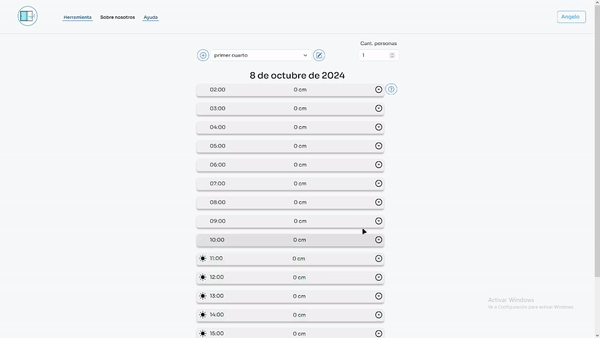 Herramienta Sobre nosotros Ayuda Angelo
Cant. personas
primer cuarto 1
8 de octubre de 2024
02:00 0 cm
03:00 0 cm
04:00 0 cm
05:00 0 cm
06:00 0 cm
07:00 0 cm
08:00 0 cm
09:00 0 cm
10:00 0 cm
11:00 0 cm
12:00 0 cm
13:00 0 cm
14:00 0 cm
15:00 0 cm
Activar Windows
Ve a Configuración para activar Windows.